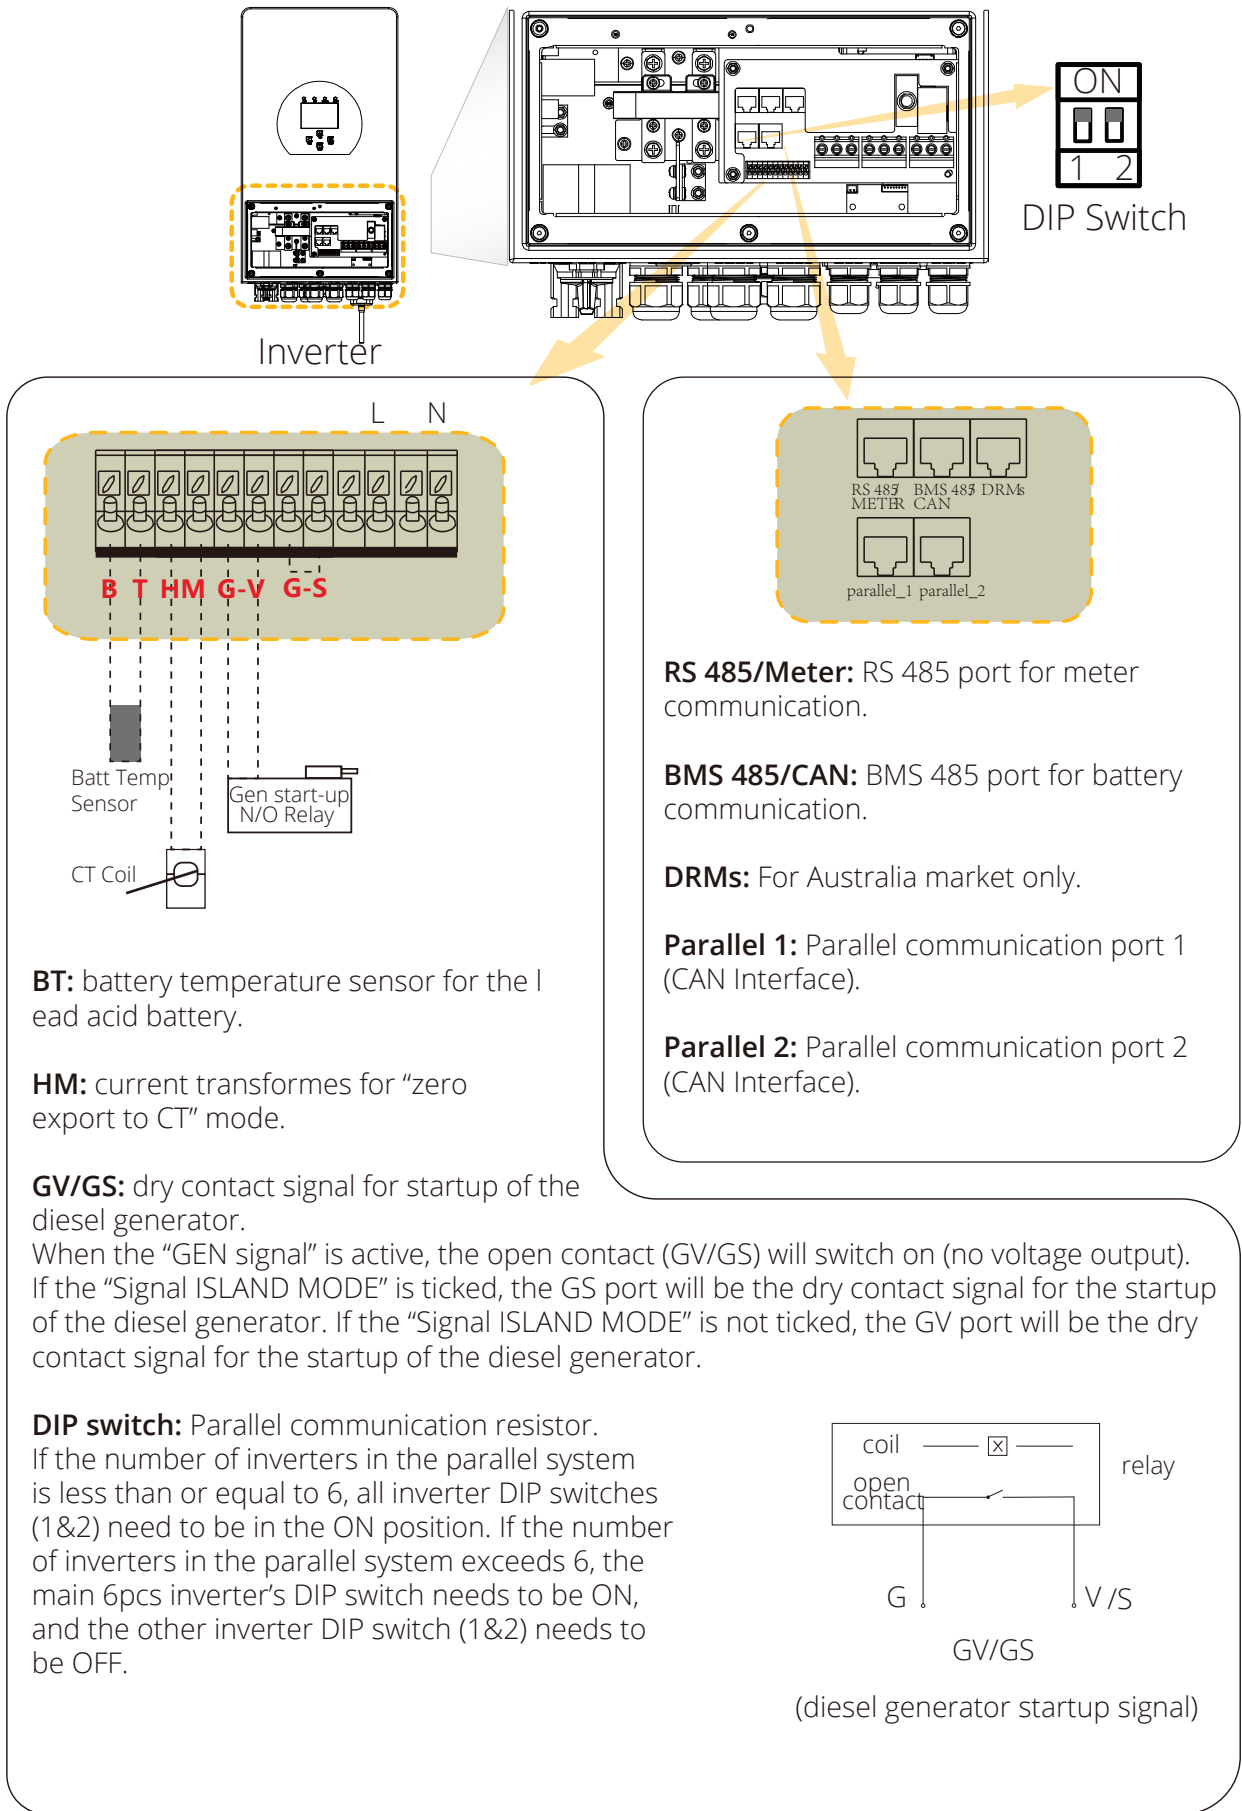 ON
1 2
DIP Switch
Inverter
L N
B T HM G-V G-S
Batt Temp
Sensor
Gen start-up
N/O Relay
CT Coil
BT: battery temperature sensor for the l
ead acid battery.
HM: current transformes for “zero
export to CT” mode.
GV/GS: dry contact signal for startup of the
diesel generator.
When the “GEN signal” is active, the open contact (GV/GS) will switch on (no voltage output).
If the “Signal ISLAND MODE” is ticked, the GS port will be the dry contact signal for the startup
of the diesel generator. If the “Signal ISLAND MODE” is not ticked, the GV port will be the dry
contact signal for the startup of the diesel generator.
DIP switch: Parallel communication resistor.
If the number of inverters in the parallel system
is less than or equal to 6, all inverter DIP switches
(1&2) need to be in the ON position. If the number
of inverters in the parallel system exceeds 6, the
main 6pcs inverter’s DIP switch needs to be ON,
and the other inverter DIP switch (1&2) needs to
be OFF.
RS 485/ BMS 485/ DRMs
METER CAN
parallel_1 parallel_2
RS 485/Meter: RS 485 port for meter
communication.
BMS 485/CAN: BMS 485 port for battery
communication.
DRMs: For Australia market only.
Parallel 1: Parallel communication port 1
(CAN Interface).
Parallel 2: Parallel communication port 2
(CAN Interface).
coil
open
contact
relay
G V/S
GV/GS
(diesel generator startup signal)